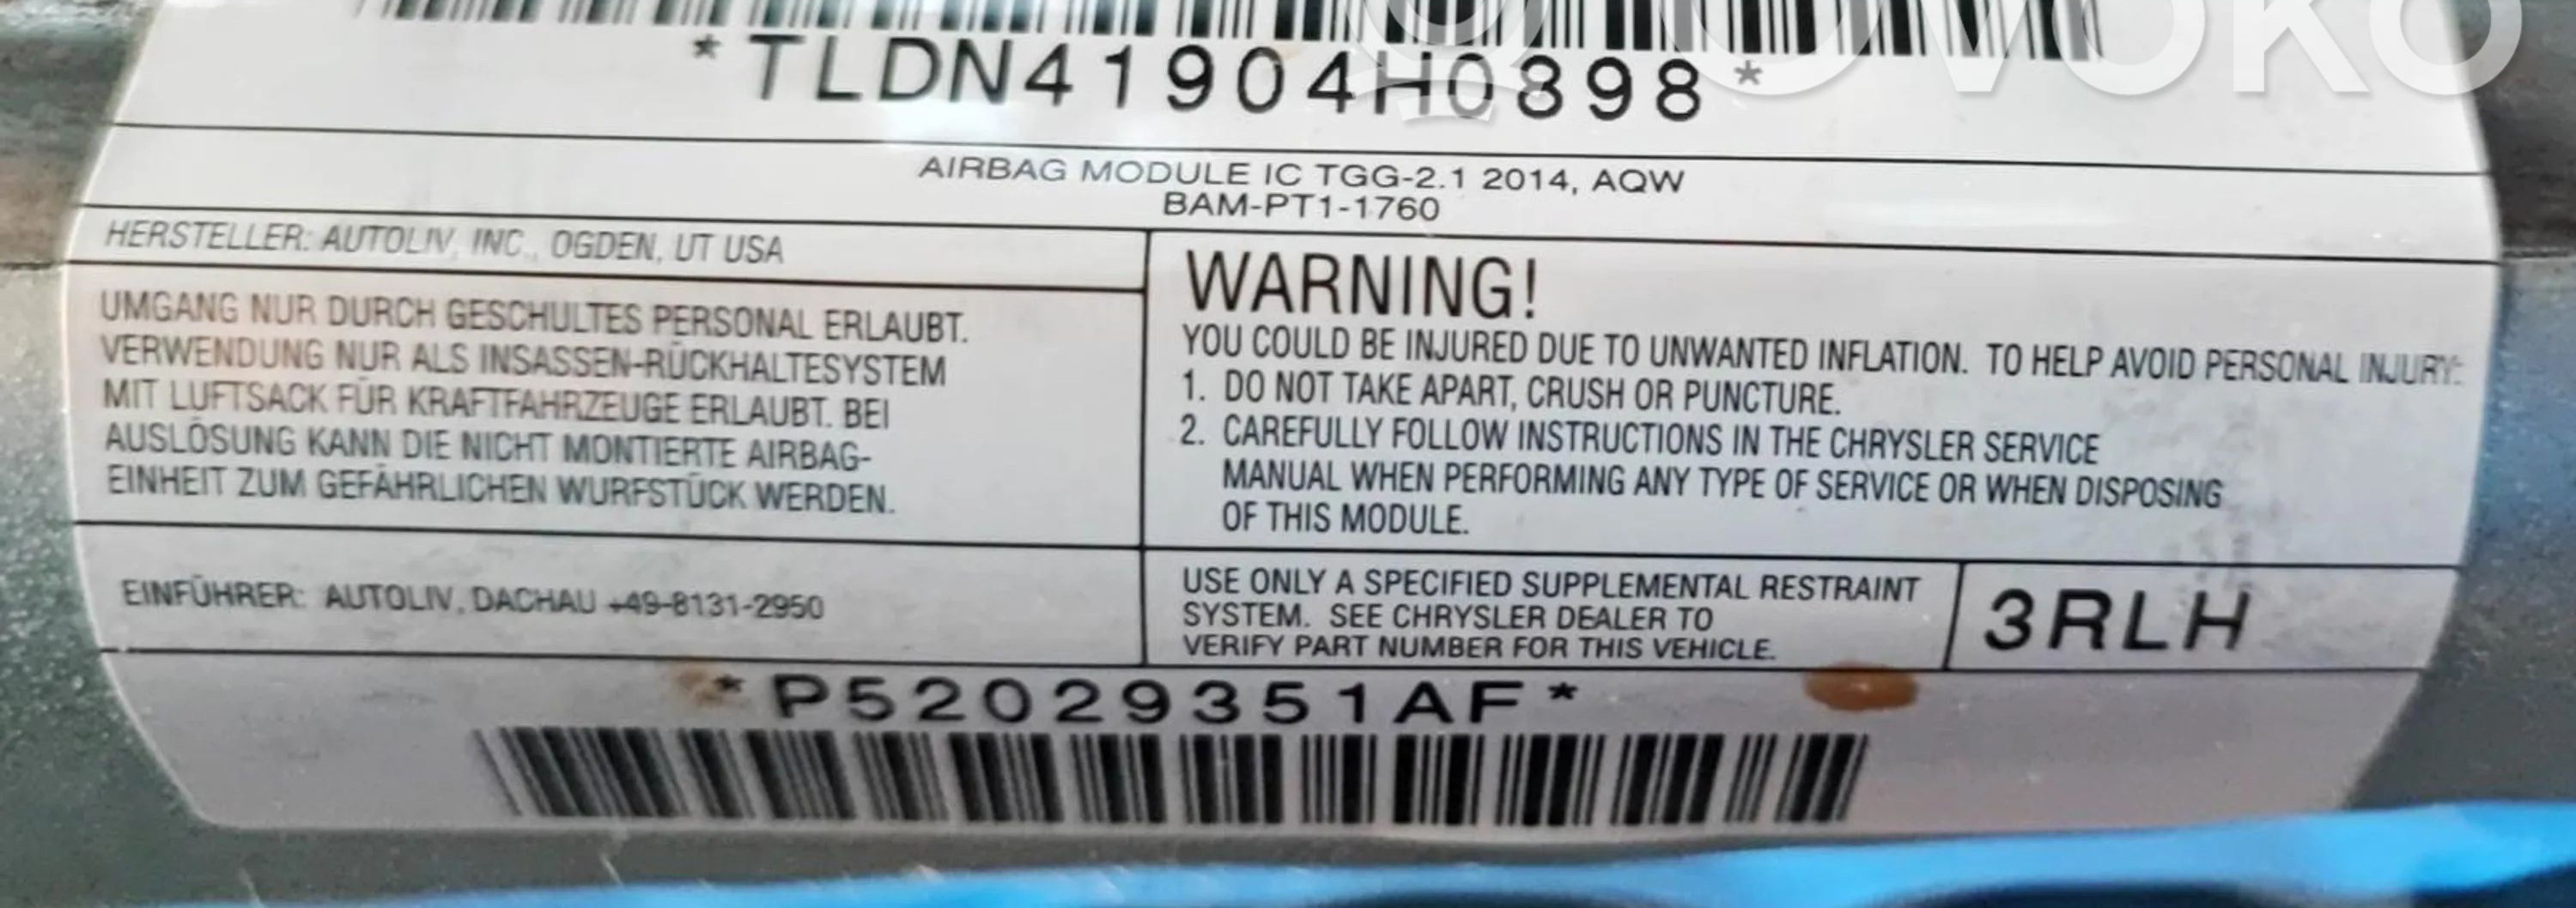 *TLDN41904H0898*
OVOKO
AIRBAG MODULE IC TGG-2.1 2014, AQW
BAM-PT1-1760
HERSTELLER: AUTOLIV, INC., OGDEN, UT USA
UMGANG NUR DURCH GESCHULTES PERSONAL ERLAUBT.
VERWENDUNG NUR ALS INSASSEN-RÜCKHALTESYSTEM
MIT LUFTSACK FÜR KRAFTFAHRZEUGE ERLAUBT. BEI
AUSLÖSUNG KANN DIE NICHT MONTIERTE AIRBAG-
EINHEIT ZUM GEFÄHRLICHEN WURFSTÜCK WERDEN.
EINFÜHRER: AUTOLIV, DACHAU +49-8131-2950
WARNING!
YOU COULD BE INJURED DUE TO UNWANTED INFLATION. TO HELP AVOID PERSONAL INJURY:
1. DO NOT TAKE APART, CRUSH OR PUNCTURE.
2. CAREFULLY FOLLOW INSTRUCTIONS IN THE CHRYSLER SERVICE
MANUAL WHEN PERFORMING ANY TYPE OF SERVICE OR WHEN DISPOSING
OF THIS MODULE.
USE ONLY A SPECIFIED SUPPLEMENTAL RESTRAINT
SYSTEM. SEE CHRYSLER DEALER TO
VERIFY PART NUMBER FOR THIS VEHICLE.
3RLH
*P52029351AF*